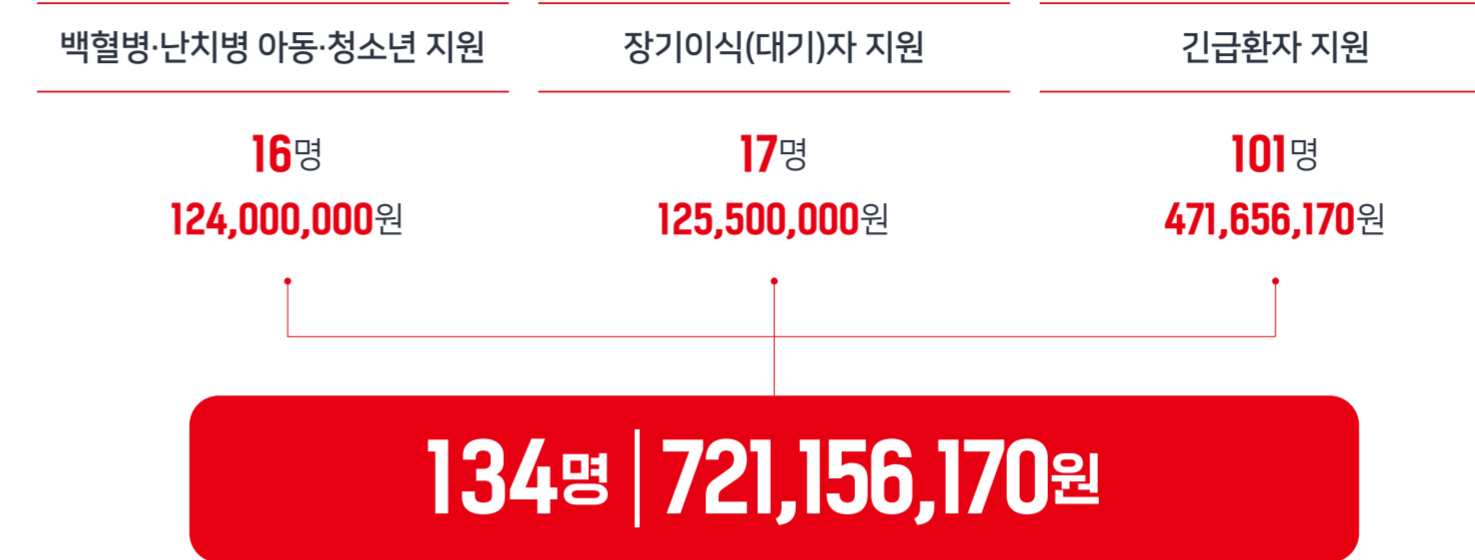 백혈병·난치병 아동·청소년 지원
장기이식(대기)자 지원
긴급환자 지원
16명
17명
101명
124,000,000원
125,500,000원
471,656,170원
134명
721,156,170원